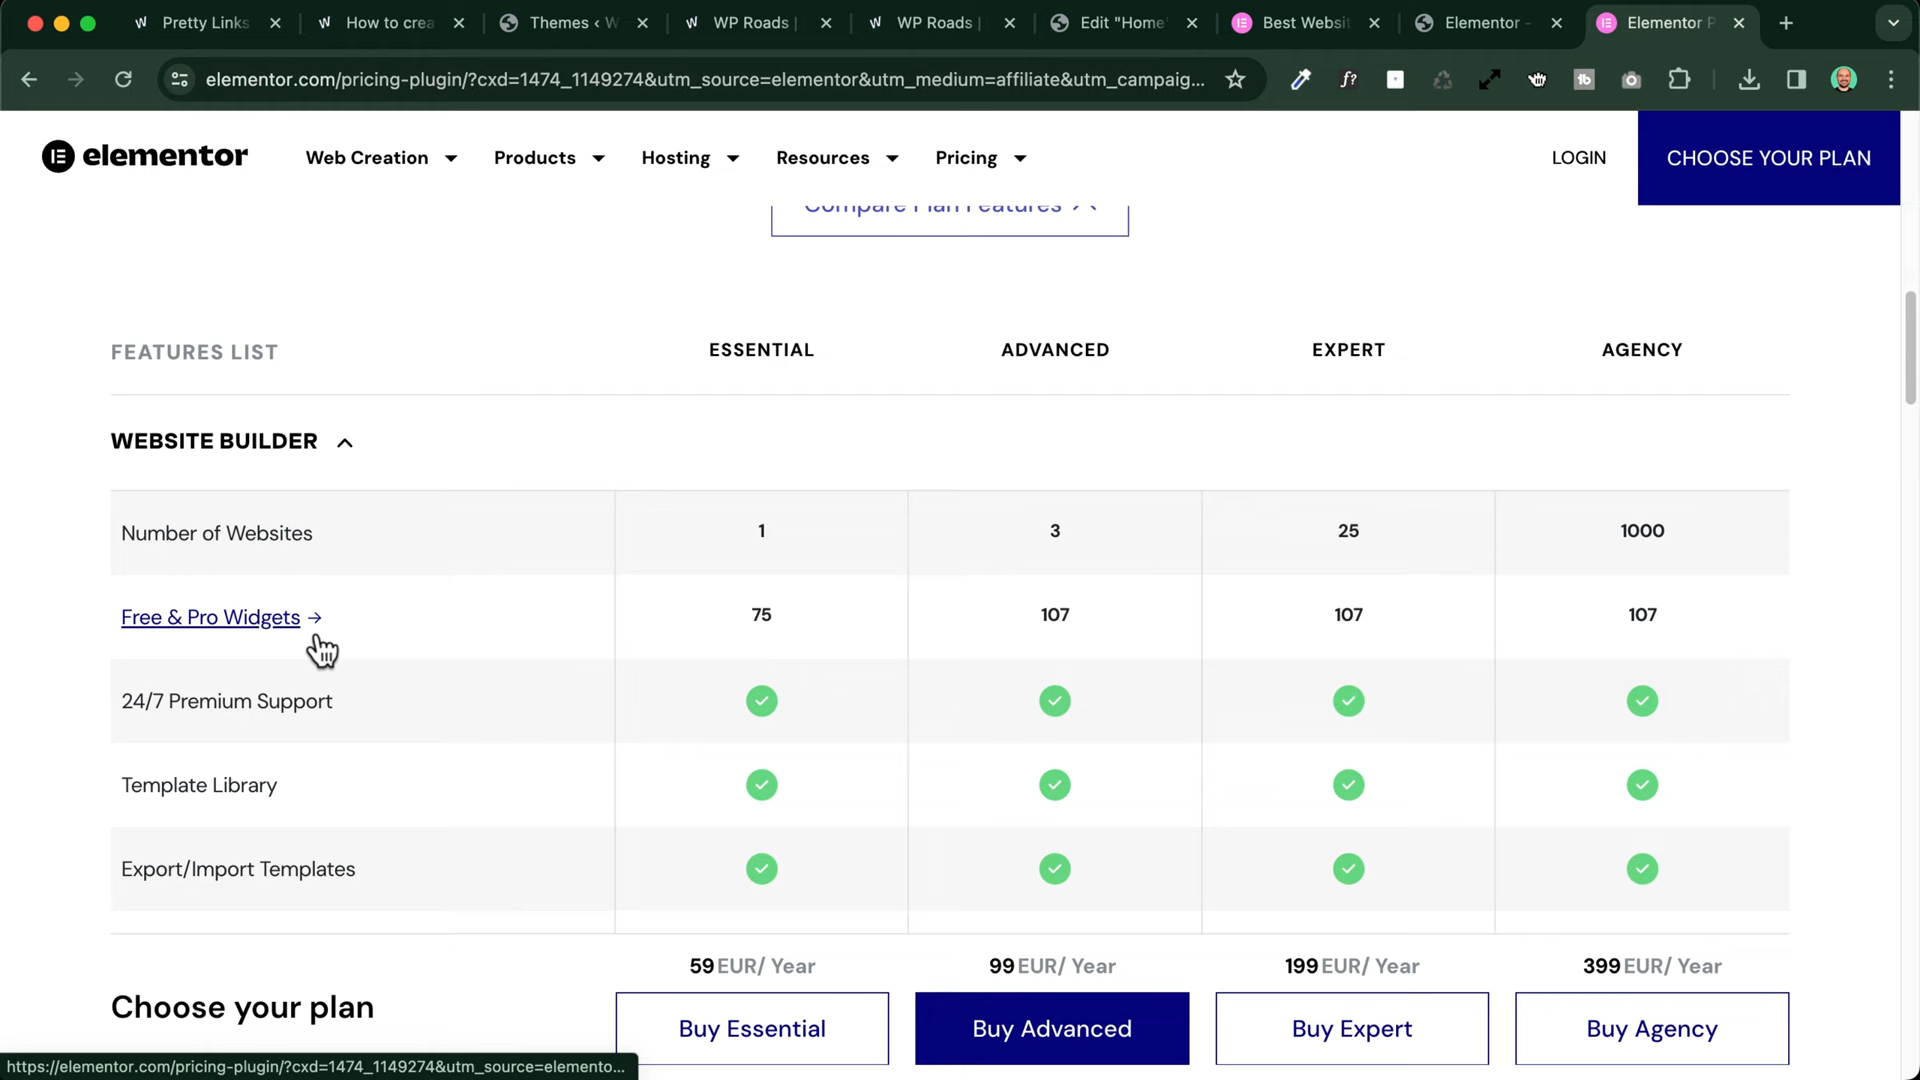 Pretty Links
How to crea
Themes ‹ W
WP Roads |
WP Roads |
Edit "Home"
Best Websit
Elementor -
Elementor P
elementor.com/pricing-plugin/?cxd=1474_1149274&utm_source=elementor&utm_medium=affiliate&utm_campaig...
f?
tb
elementor
Web Creation
Products
Hosting
Resources
Pricing
LOGIN
CHOOSE YOUR PLAN
Compare Plan Features
FEATURES LIST
ESSENTIAL
ADVANCED
EXPERT
AGENCY
WEBSITE BUILDER
Number of Websites
1
3
25
1000
Free & Pro Widgets →
75
107
107
107
24/7 Premium Support
Template Library
Export/Import Templates
59 EUR/ Year
99 EUR/ Year
199 EUR/ Year
399 EUR/ Year
Choose your plan
Buy Essential
Buy Advanced
Buy Expert
Buy Agency
https://elementor.com/pricing-plugin/?cxd=1474_1149274&utm_source=elemento...